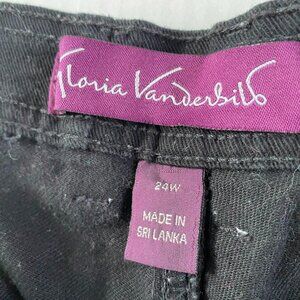 Gloria Vanderbilt
24W
MADE IN
SRI LANKA